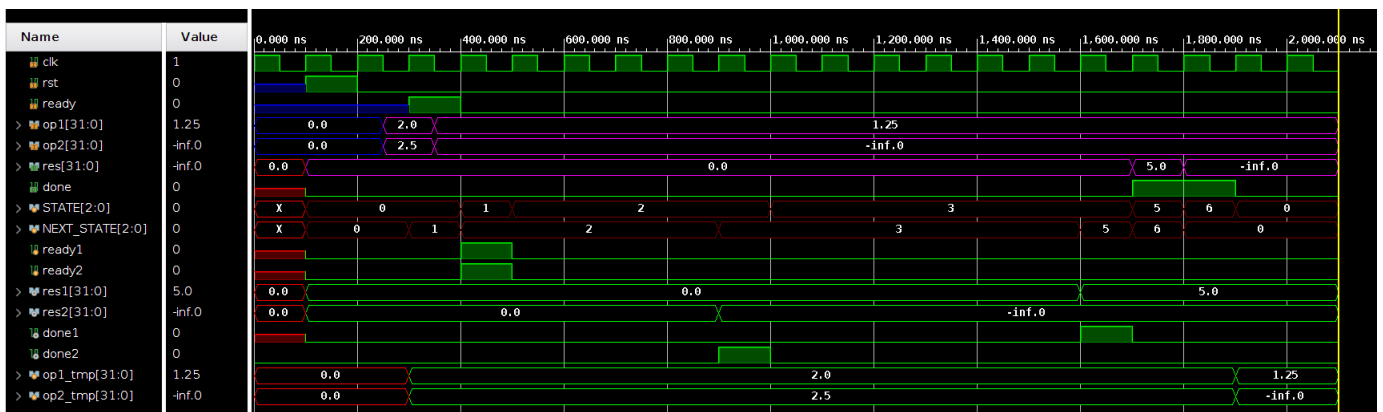 Name Value 0.000 ns 200.000 ns 400.000 ns 600.000 ns 800.000 ns 1,000.000 ns 1,200.000 ns 1,400.000 ns 1,600.000 ns 1,800.000 ns 2,000.000 ns
clk 1
rst 0
ready 0
op1[31:0] 1.25 0.0 2.0 1.25
op2[31:0] -inf.0 0.0 2.5 -inf.0
res[31:0] -inf.0 0.0 0.0 5.0 -inf.0
done 0
STATE[2:0] 0 X 0 1 2 3 5 6 0
NEXT_STATE[2:0] 0 X 0 1 2 3 5 6 0
ready1 0
ready2 0
res1[31:0] 5.0 0.0 0.0 5.0
res2[31:0] -inf.0 0.0 0.0 -inf.0
done1 0
done2 0
op1_tmp[31:0] 1.25 0.0 2.0 1.25
op2_tmp[31:0] -inf.0 0.0 2.5 -inf.0